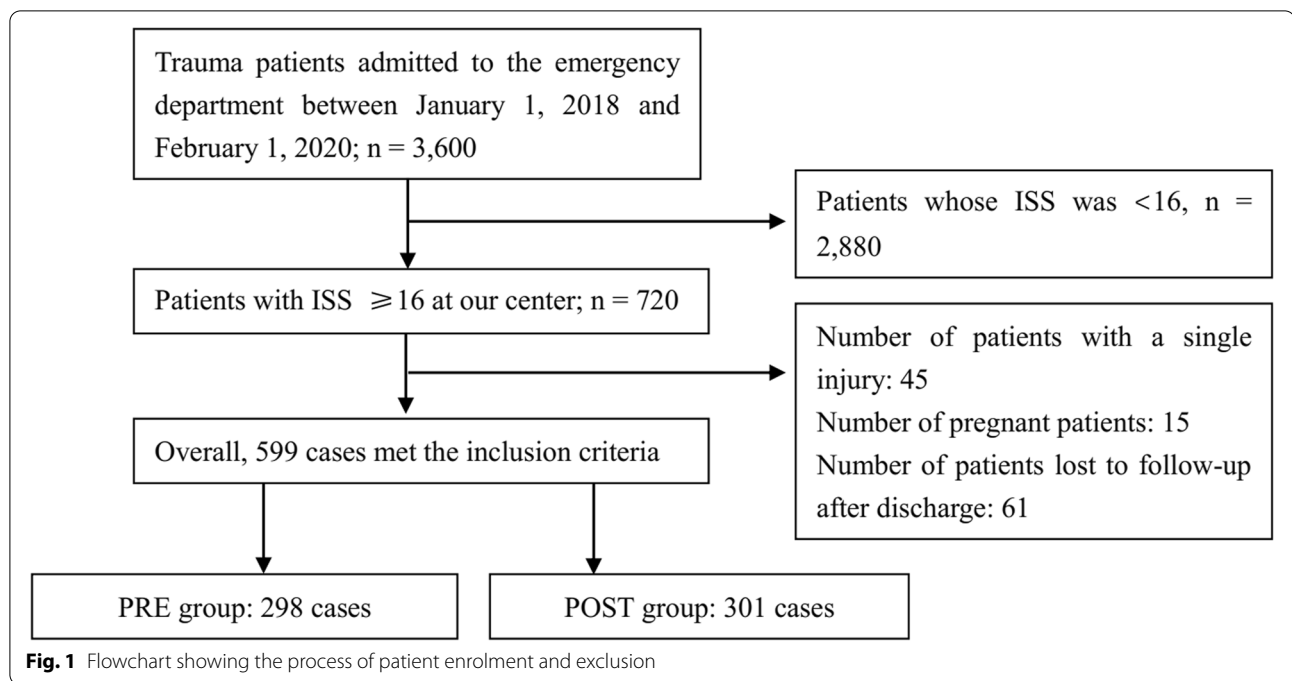 Trauma patients admitted to the emergency
department between January 1, 2018 and
February 1, 2020; n = 3,600
Patients whose ISS was <16, n =
2,880
Patients with ISS ⩾16 at our center; n = 720
Number of patients with a single
injury: 45
Number of pregnant patients: 15
Number of patients lost to follow-up
after discharge: 61
Overall, 599 cases met the inclusion criteria
PRE group: 298 cases
POST group: 301 cases
Fig. 1 Flowchart showing the process of patient enrolment and exclusion